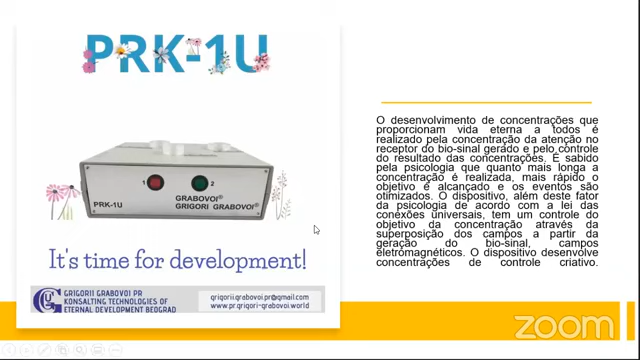 PRK-1U
1
2
GRABOVOI®
GRIGORI GRABOVOI®
PRK-1U
It's time for development!
GRIGORII GRABOVOI PR
KONSALTING TECHNOLOGIES OF
ETERNAL DEVELOPMENT BEOGRAD
grigorii.grabovoi.pr@gmail.com
www.pr.grigori-grabovoi.world
O desenvolvimento de concentrações que
proporcionam vida eterna a todos é
realizado pela concentração da atenção no
receptor do bio-sinal gerado e pelo controle
do resultado das concentrações. É sabido
pela psicologia que quanto mais longa a
concentração é realizada, mais rápido o
objetivo é alcançado e os eventos são
otimizados. O dispositivo, além deste fator
da psicologia de acordo com a lei das
conexões universais, tem um controle do
objetivo da concentração através da
superposição dos campos a partir da
geração do bio-sinal, campos
eletromagnéticos. O dispositivo desenvolve
concentrações de controle criativo.
zoom